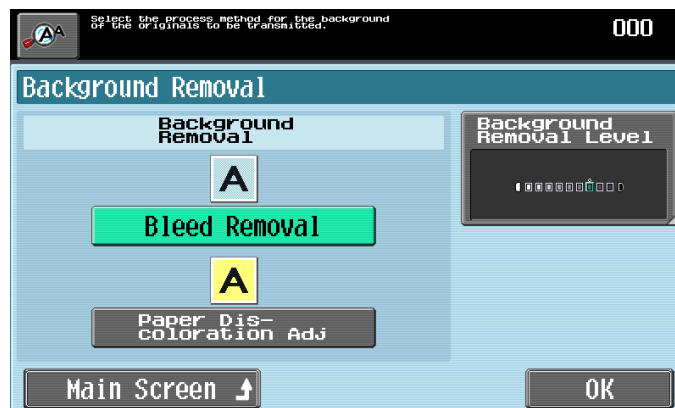 Select the process method for the background
of the originals to be transmitted.
000
Background Removal
Background
Removal
A
Bleed Removal
A
Paper Dis-
coloration Adj
Background
Removal Level
Main Screen
OK